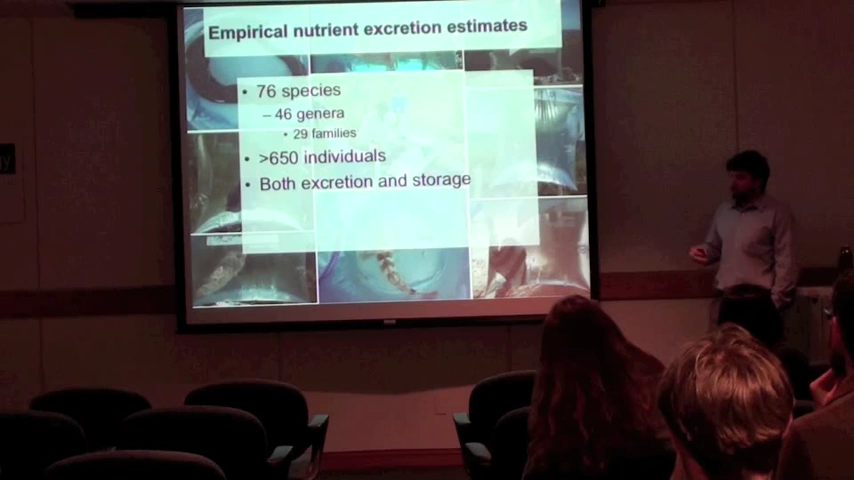 Empirical nutrient excretion estimates
• 76 species
– 46 genera
• 29 families
• >650 individuals
• Both excretion and storage